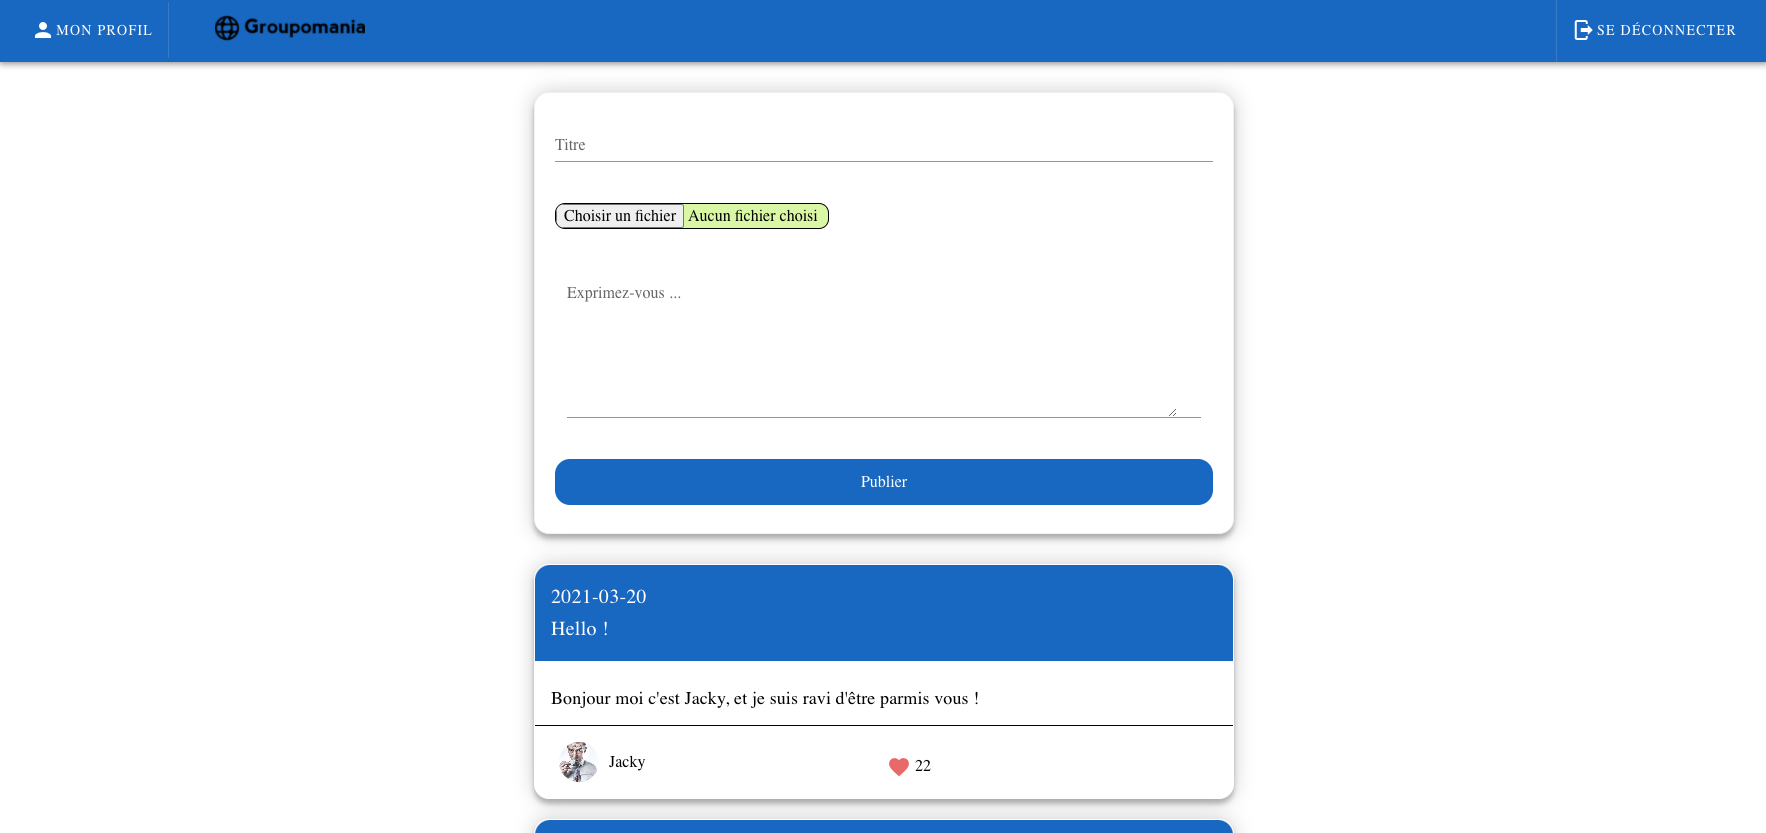 MON PROFIL
Groupomania
SE DÉCONNECTER
Titre
Choisir un fichier Aucun fichier choisi
Exprimez-vous ...
Publier
2021-03-20
Hello !
Bonjour moi c'est Jacky, et je suis ravi d'être parmis vous !
Jacky
22